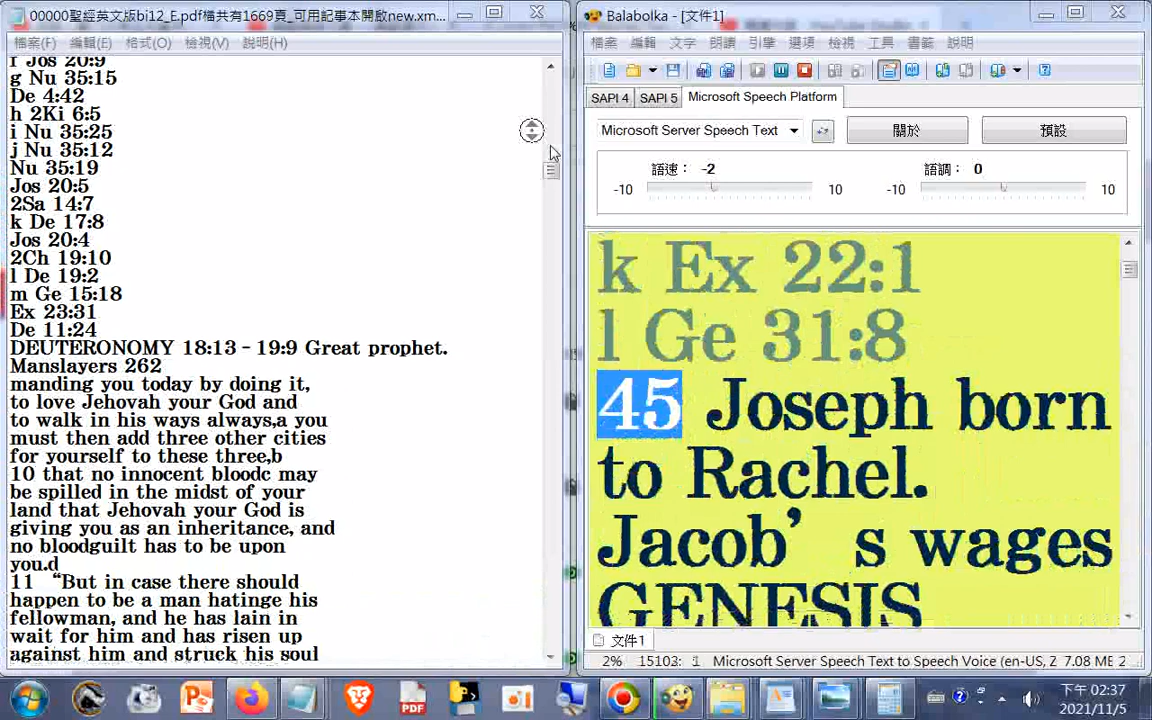 00000聖經英文版bi12_E.pdf檔共有1669頁_可用記事本開啟new.xm...
檔案(F) 編輯(E) 格式(O) 檢視(V) 說明(H)
r Jos 20:9
g Nu 35:15
De 4:42
h 2Ki 6:5
i Nu 35:25
j Nu 35:12
Nu 35:19
Jos 20:5
2Sa 14:7
k De 17:8
Jos 20:4
2Ch 19:10
l De 19:2
m Ge 15:18
Ex 23:31
De 11:24
DEUTERONOMY 18:13–19:9 Great prophet.
Manslayers 262
manding you today by doing it,
to love Jehovah your God and
to walk in his ways always,a you
must then add three other cities
for yourself to these three,b
10 that no innocent bloodc may
be spilled in the midst of your
land that Jehovah your God is
giving you as an inheritance, and
no bloodguilt has to be upon
you.d
11 “But in case there should
happen to be a man hatinge his
fellowman, and he has lain in
wait for him and has risen up
against him and struck his soul
Balabolka - [文件1]
檔案 編輯 文字 朗讀 引擎 選項 檢視 工具 書籤 說明
SAPI 4 SAPI 5 Microsoft Speech Platform
Microsoft Server Speech Text 關於 預設
語速： -2 語調： 0
-10 10 -10 10
k Ex 22:1
l Ge 31:8
45 Joseph born
to Rachel.
Jacob’s wages
GENESIS
文件1
2% 15103: 1 Microsoft Server Speech Text to Speech Voice (en-US, Z 7.08 ME 2
下午 02:37
2021/11/5